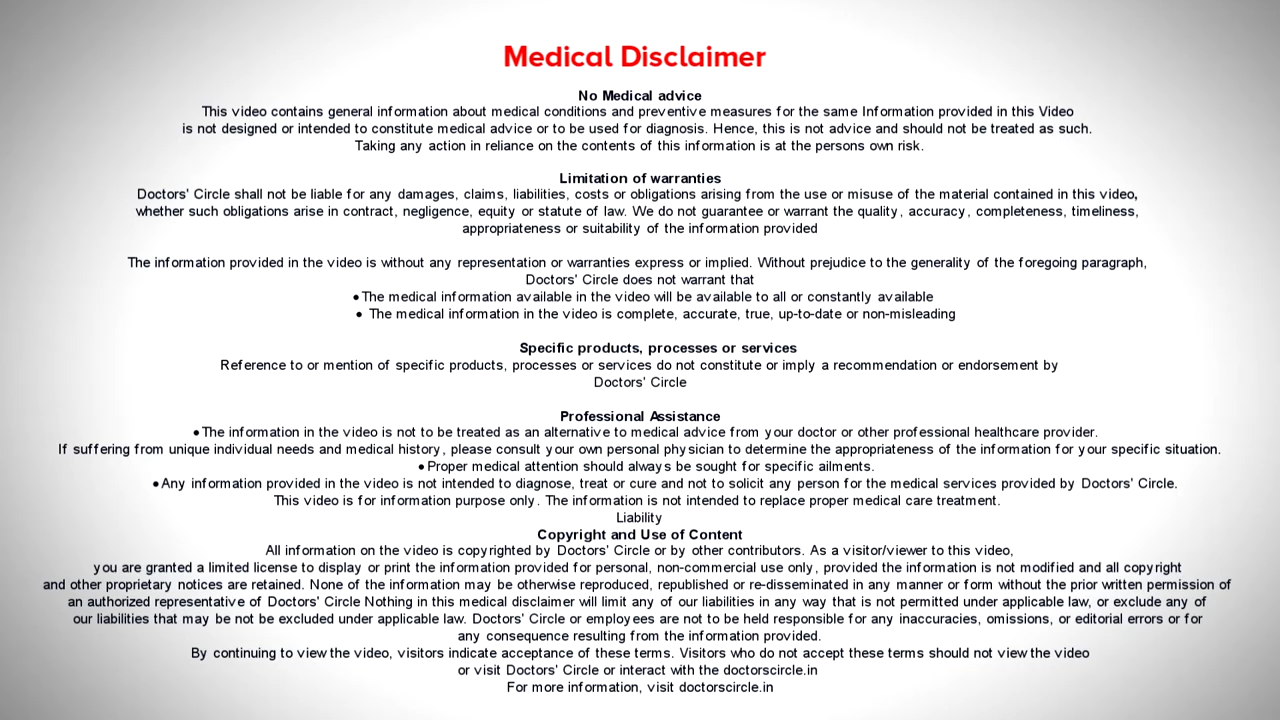 Medical Disclaimer
No Medical advice
This video contains general information about medical conditions and preventive measures for the same Information provided in this Video
is not designed or intended to constitute medical advice or to be used for diagnosis. Hence, this is not advice and should not be treated as such.
Taking any action in reliance on the contents of this information is at the persons own risk.
Limitation of warranties
Doctors' Circle shall not be liable for any damages, claims, liabilities, costs or obligations arising from the use or misuse of the material contained in this video,
whether such obligations arise in contract, negligence, equity or statute of law. We do not guarantee or warrant the quality, accuracy, completeness, timeliness,
appropriateness or suitability of the information provided
The information provided in the video is without any representation or warranties express or implied. Without prejudice to the generality of the foregoing paragraph,
Doctors' Circle does not warrant that
•The medical information available in the video will be available to all or constantly available
• The medical information in the video is complete, accurate, true, up-to-date or non-misleading
Specific products, processes or services
Reference to or mention of specific products, processes or services do not constitute or imply a recommendation or endorsement by
Doctors' Circle
Professional Assistance
•The information in the video is not to be treated as an alternative to medical advice from your doctor or other professional healthcare provider.
If suffering from unique individual needs and medical history, please consult your own personal physician to determine the appropriateness of the information for your specific situation.
•Proper medical attention should always be sought for specific ailments.
•Any information provided in the video is not intended to diagnose, treat or cure and not to solicit any person for the medical services provided by Doctors' Circle.
This video is for information purpose only. The information is not intended to replace proper medical care treatment.
Liability
Copyright and Use of Content
All information on the video is copyrighted by Doctors' Circle or by other contributors. As a visitor/viewer to this video,
you are granted a limited license to display or print the information provided for personal, non-commercial use only, provided the information is not modified and all copyright
and other proprietary notices are retained. None of the information may be otherwise reproduced, republished or re-disseminated in any manner or form without the prior written permission of
an authorized representative of Doctors' Circle Nothing in this medical disclaimer will limit any of our liabilities in any way that is not permitted under applicable law, or exclude any of
our liabilities that may be not be excluded under applicable law. Doctors' Circle or employees are not to be held responsible for any inaccuracies, omissions, or editorial errors or for
any consequence resulting from the information provided.
By continuing to view the video, visitors indicate acceptance of these terms. Visitors who do not accept these terms should not view the video
or visit Doctors' Circle or interact with the doctorscircle.in
For more information, visit doctorscircle.in